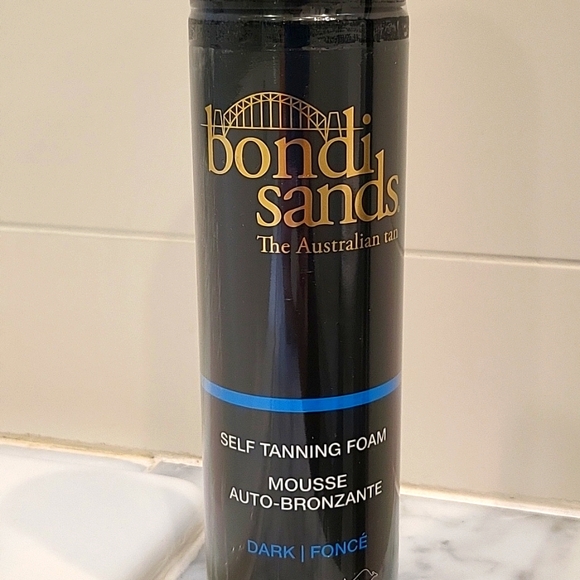 bondi
sands
The Australian tan
SELF TANNING FOAM
MOUSSE
AUTO-BRONZANTE
DARK | FONCÉ